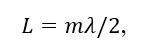 L = mλ/2,